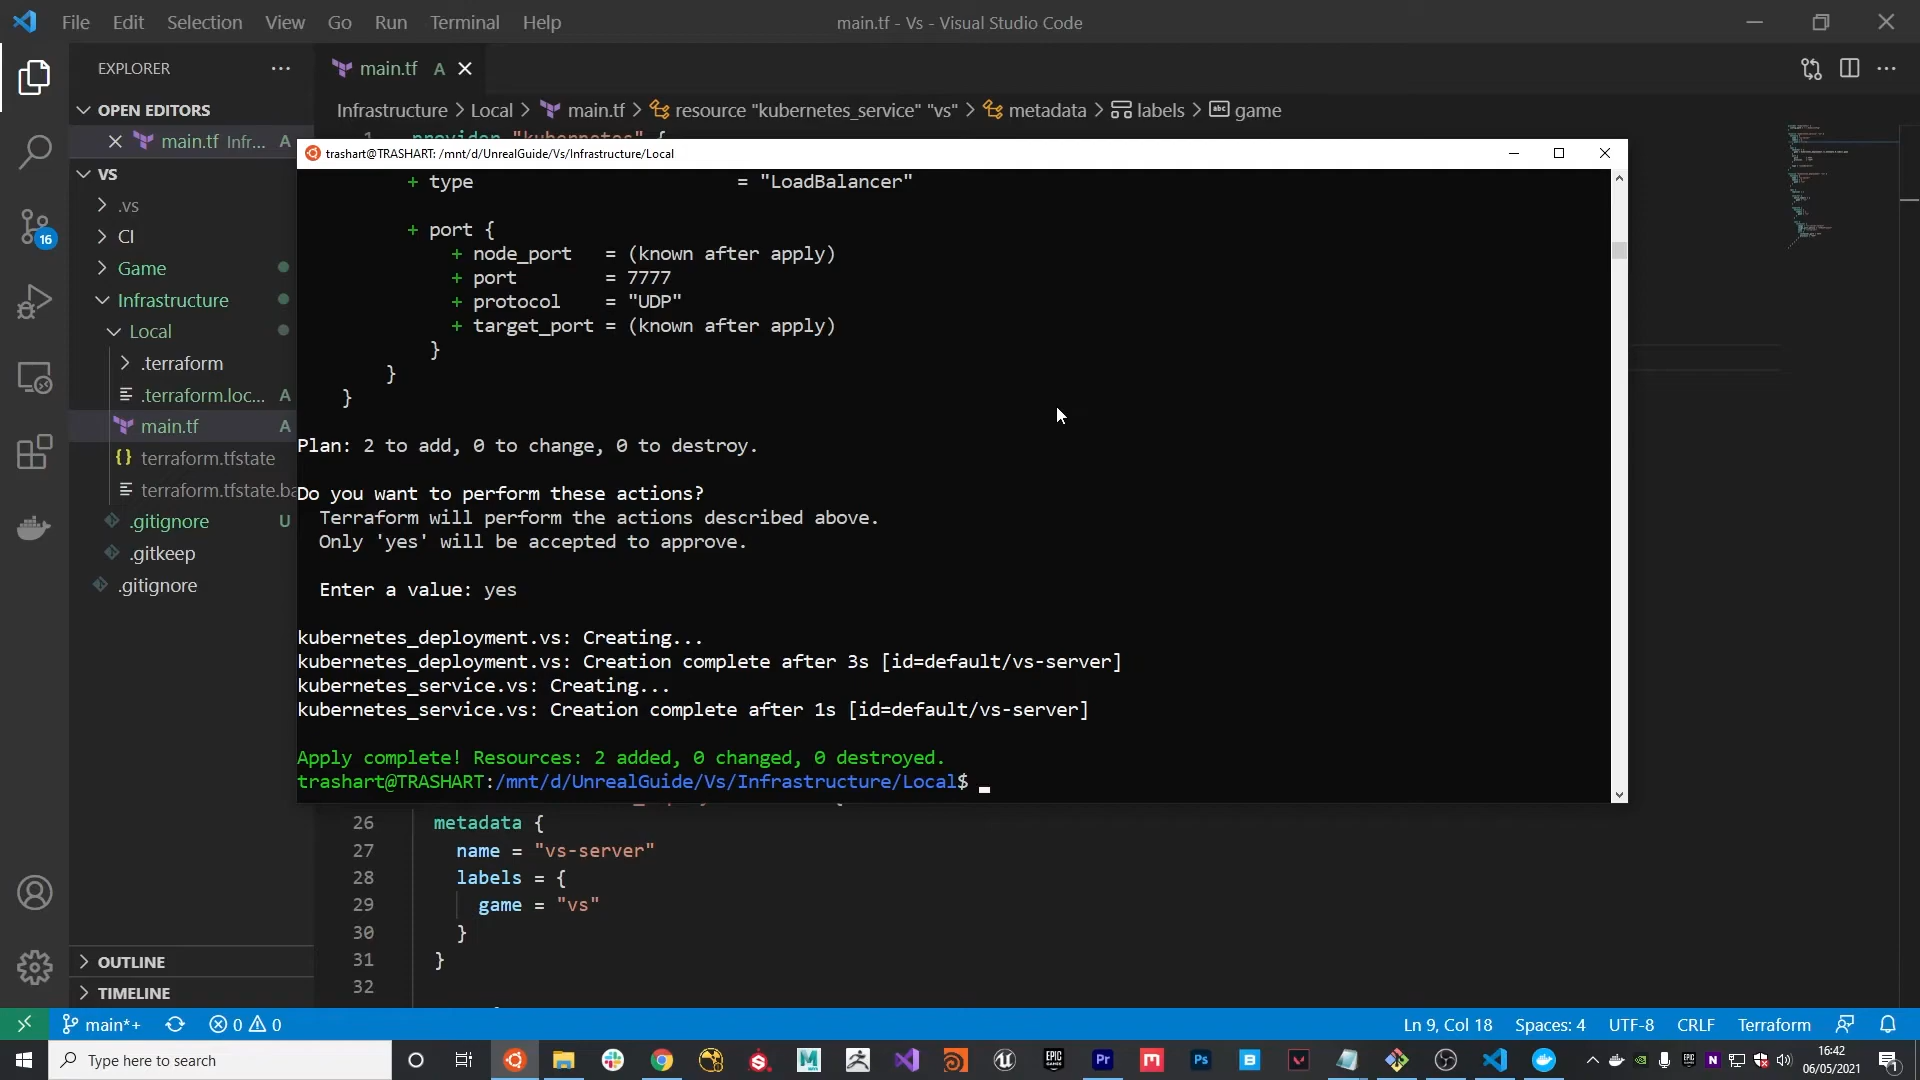 File Edit Selection View Go Run Terminal Help
main.tf - Vs - Visual Studio Code
EXPLORER
main.tf A
OPEN EDITORS
main.tf Infr... A
Infrastructure > Local > main.tf > resource "kubernetes_service" "vs" > metadata > labels > game
1 provider "kubernetes" {
VS
.vs
CI
Game
Infrastructure
Local
.terraform
.terraform.loc... A
main.tf A
terraform.tfstate
terraform.tfstate.ba
.gitignore U
.gitkeep
.gitignore
OUTLINE
TIMELINE
16
trashart@TRASHART: /mnt/d/UnrealGuide/Vs/Infrastructure/Local
+ type = "LoadBalancer"
+ port {
+ node_port = (known after apply)
+ port = 7777
+ protocol = "UDP"
+ target_port = (known after apply)
}
}
}
Plan: 2 to add, 0 to change, 0 to destroy.
Do you want to perform these actions?
Terraform will perform the actions described above.
Only 'yes' will be accepted to approve.
Enter a value: yes
kubernetes_deployment.vs: Creating...
kubernetes_deployment.vs: Creation complete after 3s [id=default/vs-server]
kubernetes_service.vs: Creating...
kubernetes_service.vs: Creation complete after 1s [id=default/vs-server]
Apply complete! Resources: 2 added, 0 changed, 0 destroyed.
trashart@TRASHART:/mnt/d/UnrealGuide/Vs/Infrastructure/Local$
26 metadata {
27 name = "vs-server"
28 labels = {
29 game = "vs"
30 }
31 }
32
main*+ 0 0
Ln 9, Col 18 Spaces: 4 UTF-8 CRLF Terraform
Type here to search
16:42
06/05/2021